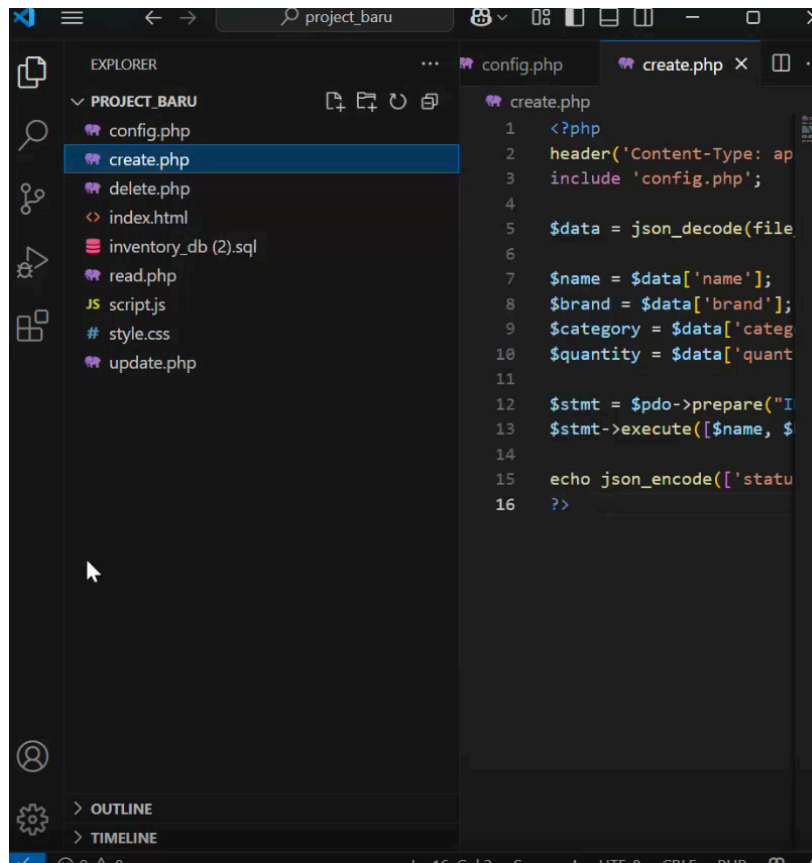 project_baru
EXPLORER
PROJECT_BARU
config.php
create.php
delete.php
index.html
inventory_db (2).sql
read.php
JS script.js
# style.css
update.php
OUTLINE
TIMELINE
config.php
create.php
create.php
1 <?php
2 header('Content-Type: ap
3 include 'config.php';
4
5 $data = json_decode(file_
6
7 $name = $data['name'];
8 $brand = $data['brand'];
9 $category = $data['categ
10 $quantity = $data['quant
11
12 $stmt = $pdo->prepare("I
13 $stmt->execute([$name, $
14
15 echo json_encode(['statu
16 ?>